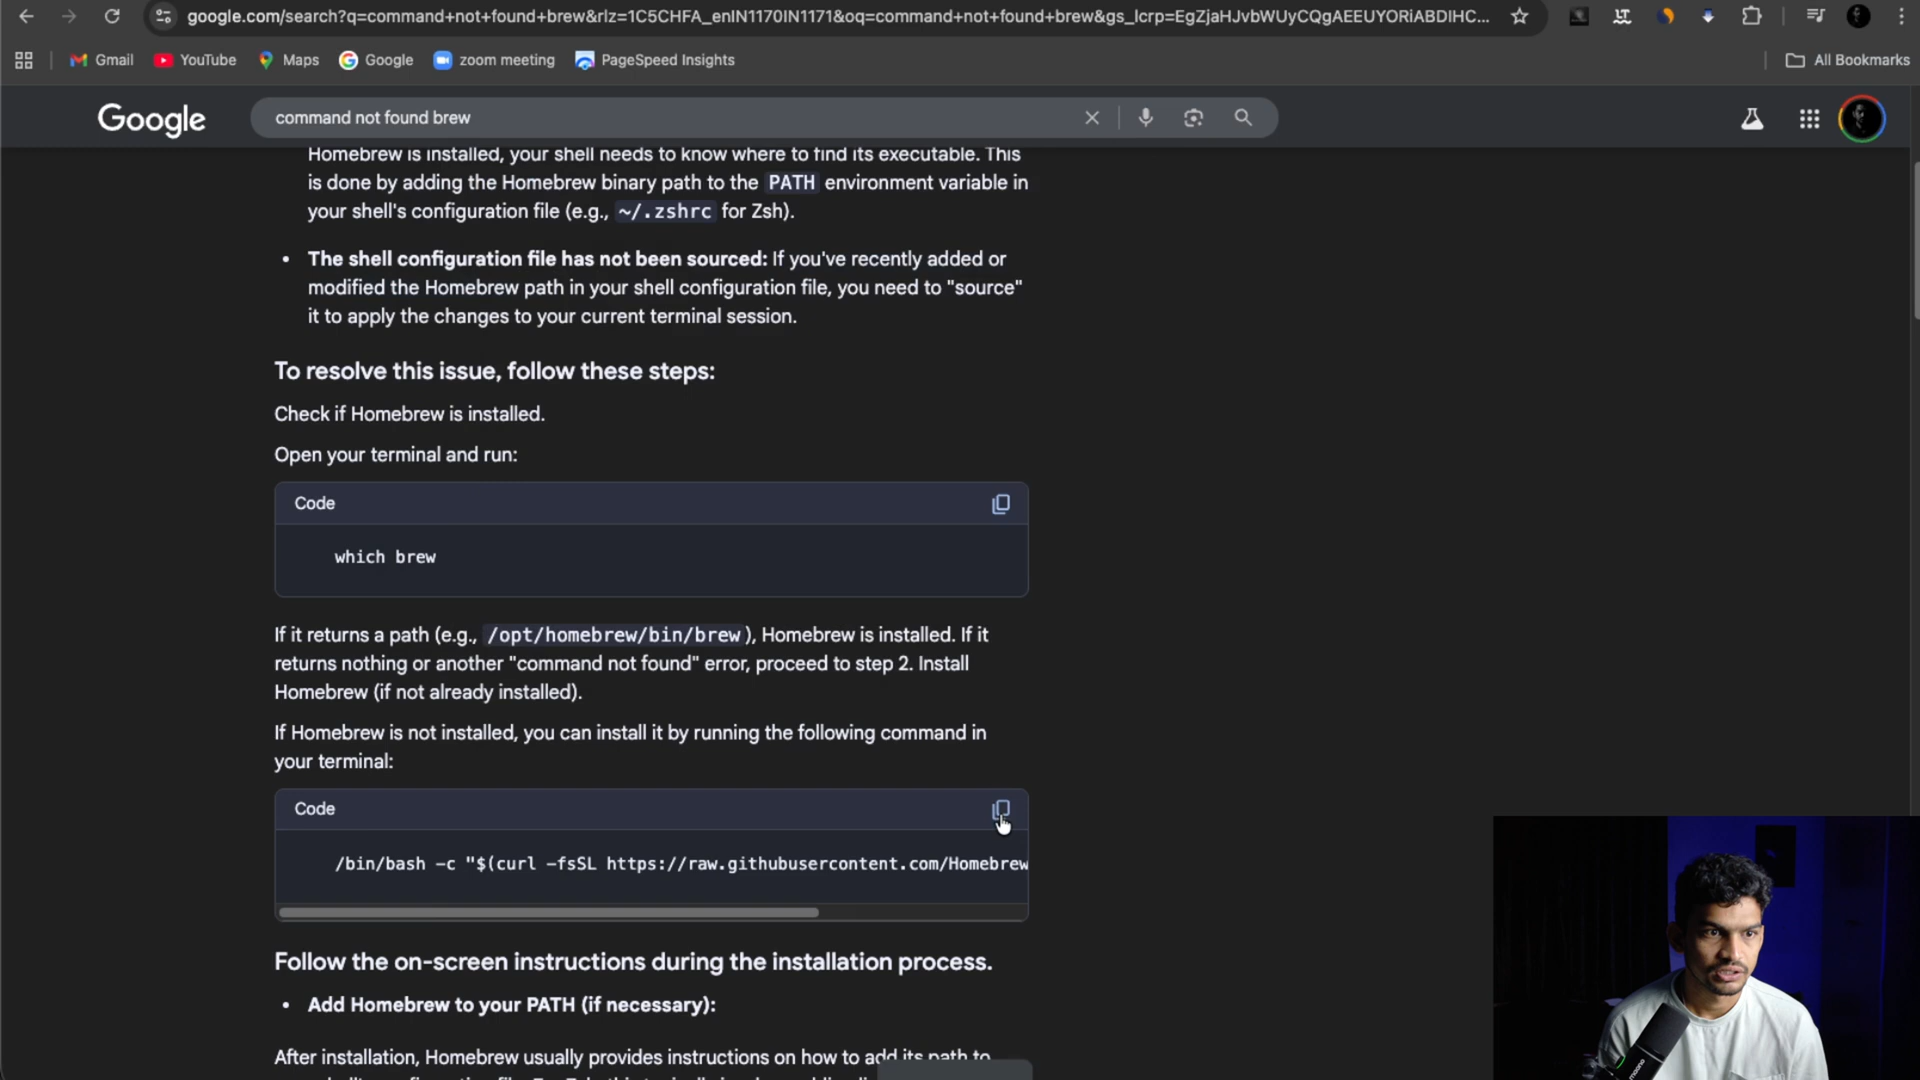 google.com/search?q=command+not+found+brew&rlz=1C5CHFA_enIN1170IN1171&oq=command+not+found+brew&gs_lcrp=EgZjaHJvbWUyCQgAEEUYORiABDIHC...
Gmail YouTube Maps Google zoom meeting PageSpeed Insights All Bookmarks
Google command not found brew
Homebrew is installed, your shell needs to know where to find its executable. This
is done by adding the Homebrew binary path to the PATH environment variable in
your shell's configuration file (e.g., ~/.zshrc for Zsh).
• The shell configuration file has not been sourced: If you've recently added or
modified the Homebrew path in your shell configuration file, you need to "source"
it to apply the changes to your current terminal session.
To resolve this issue, follow these steps:
Check if Homebrew is installed.
Open your terminal and run:
Code
which brew
If it returns a path (e.g., /opt/homebrew/bin/brew), Homebrew is installed. If it
returns nothing or another "command not found" error, proceed to step 2. Install
Homebrew (if not already installed).
If Homebrew is not installed, you can install it by running the following command in
your terminal:
Code
/bin/bash -c "$(curl -fsSL https://raw.githubusercontent.com/Homebrew
Follow the on-screen instructions during the installation process.
• Add Homebrew to your PATH (if necessary):
After installation, Homebrew usually provides instructions on how to add its path to